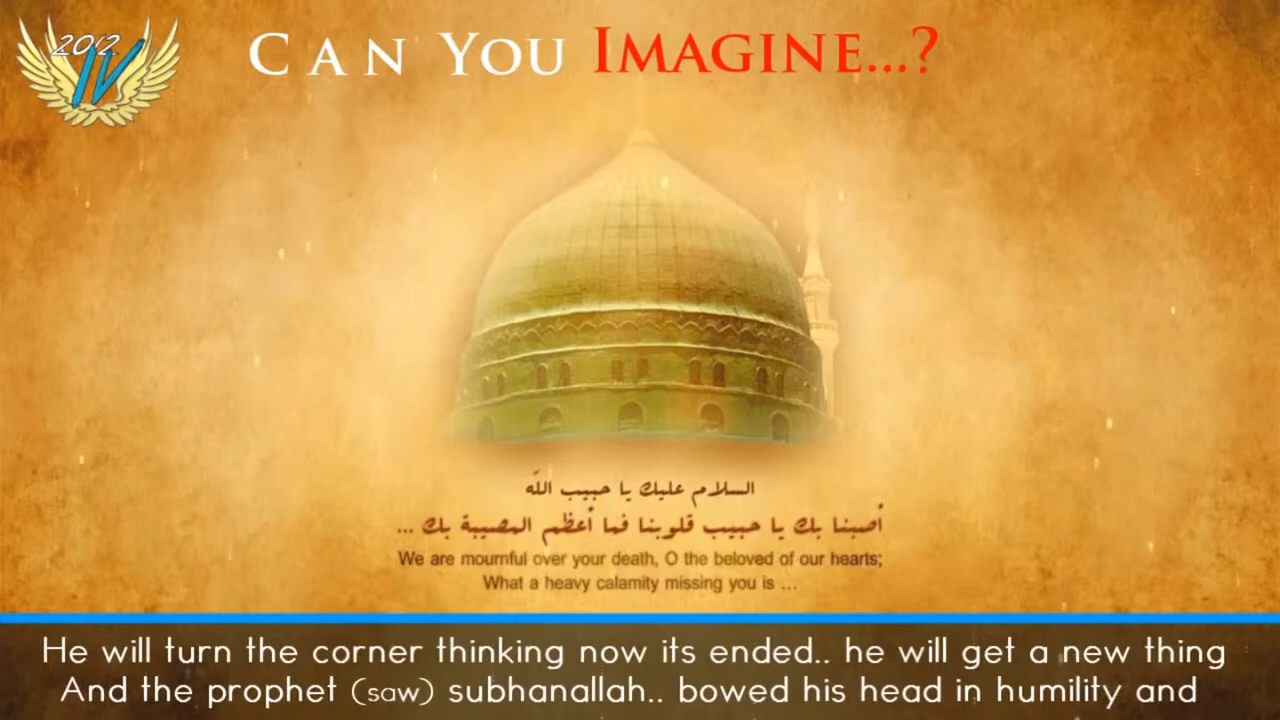 2012
IV
CAN YOU IMAGINE...?
السلام عليك يا حبيب الله
أصبنا بك يا حبيب قلوبنا فما أعظم المصيبة بك ...
We are mournful over your death, O the beloved of our hearts;
What a heavy calamity missing you is ...
He will turn the corner thinking now its ended.. he will get a new thing
And the prophet (saw) subhanallah.. bowed his head in humility and